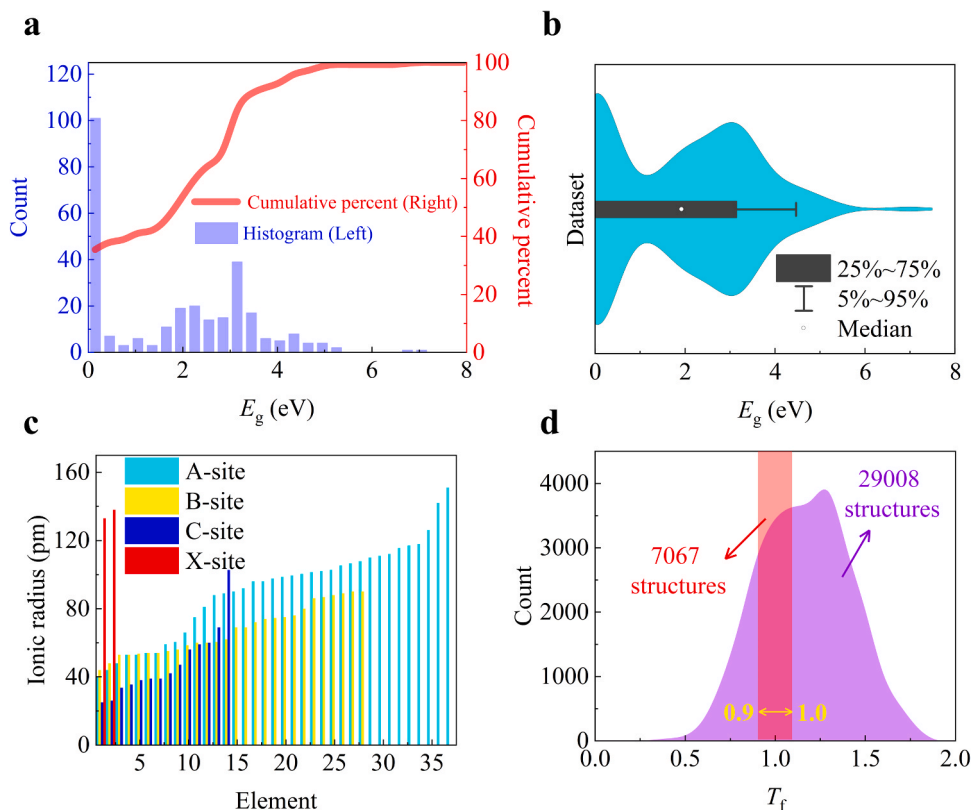 a
120
100
80
60
40
20
0
Count
100
80
60
40
20
0
Cumulative percent
Cumulative percent (Right)
Histogram (Left)
0 2 4 6 8
Eg (eV)
b
Dataset
25%~75%
5%~95%
Median
0 2 4 6 8
Eg (eV)
c
160
120
80
40
0
Ionic radius (pm)
A-site
B-site
C-site
X-site
5 10 15 20 25 30 35
Element
d
4000
3000
2000
1000
0
Count
29008
structures
7067
structures
0.9 1.0
0.0 0.5 1.0 1.5 2.0
Tf